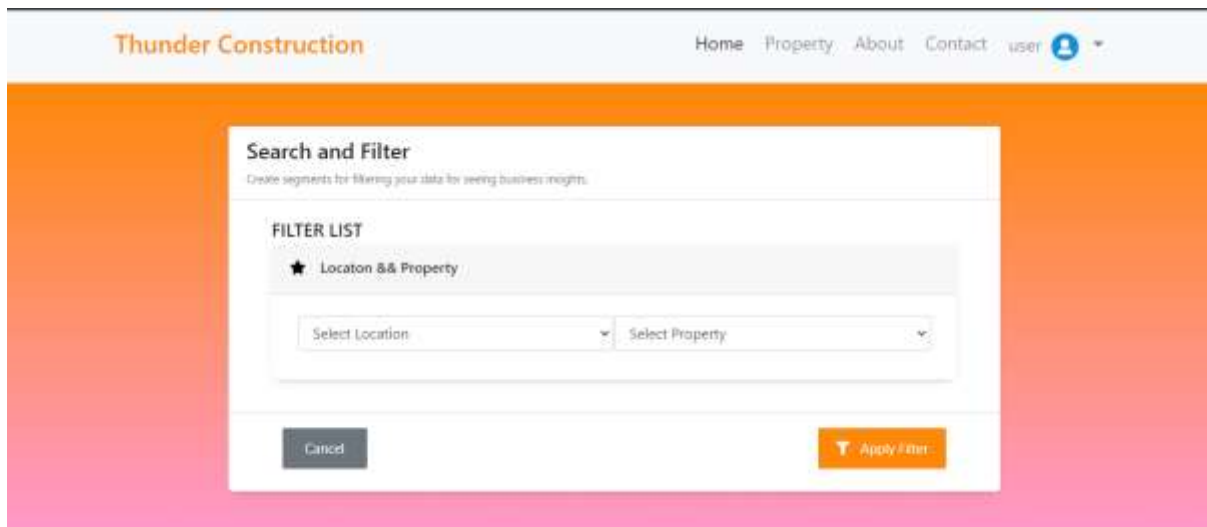 Thunder Construction
Home Property About Contact user
Search and Filter
Create segments for filtering your data for seeing business insights.
FILTER LIST
Locaton && Property
Select Location Select Property
Cancel Apply Filter